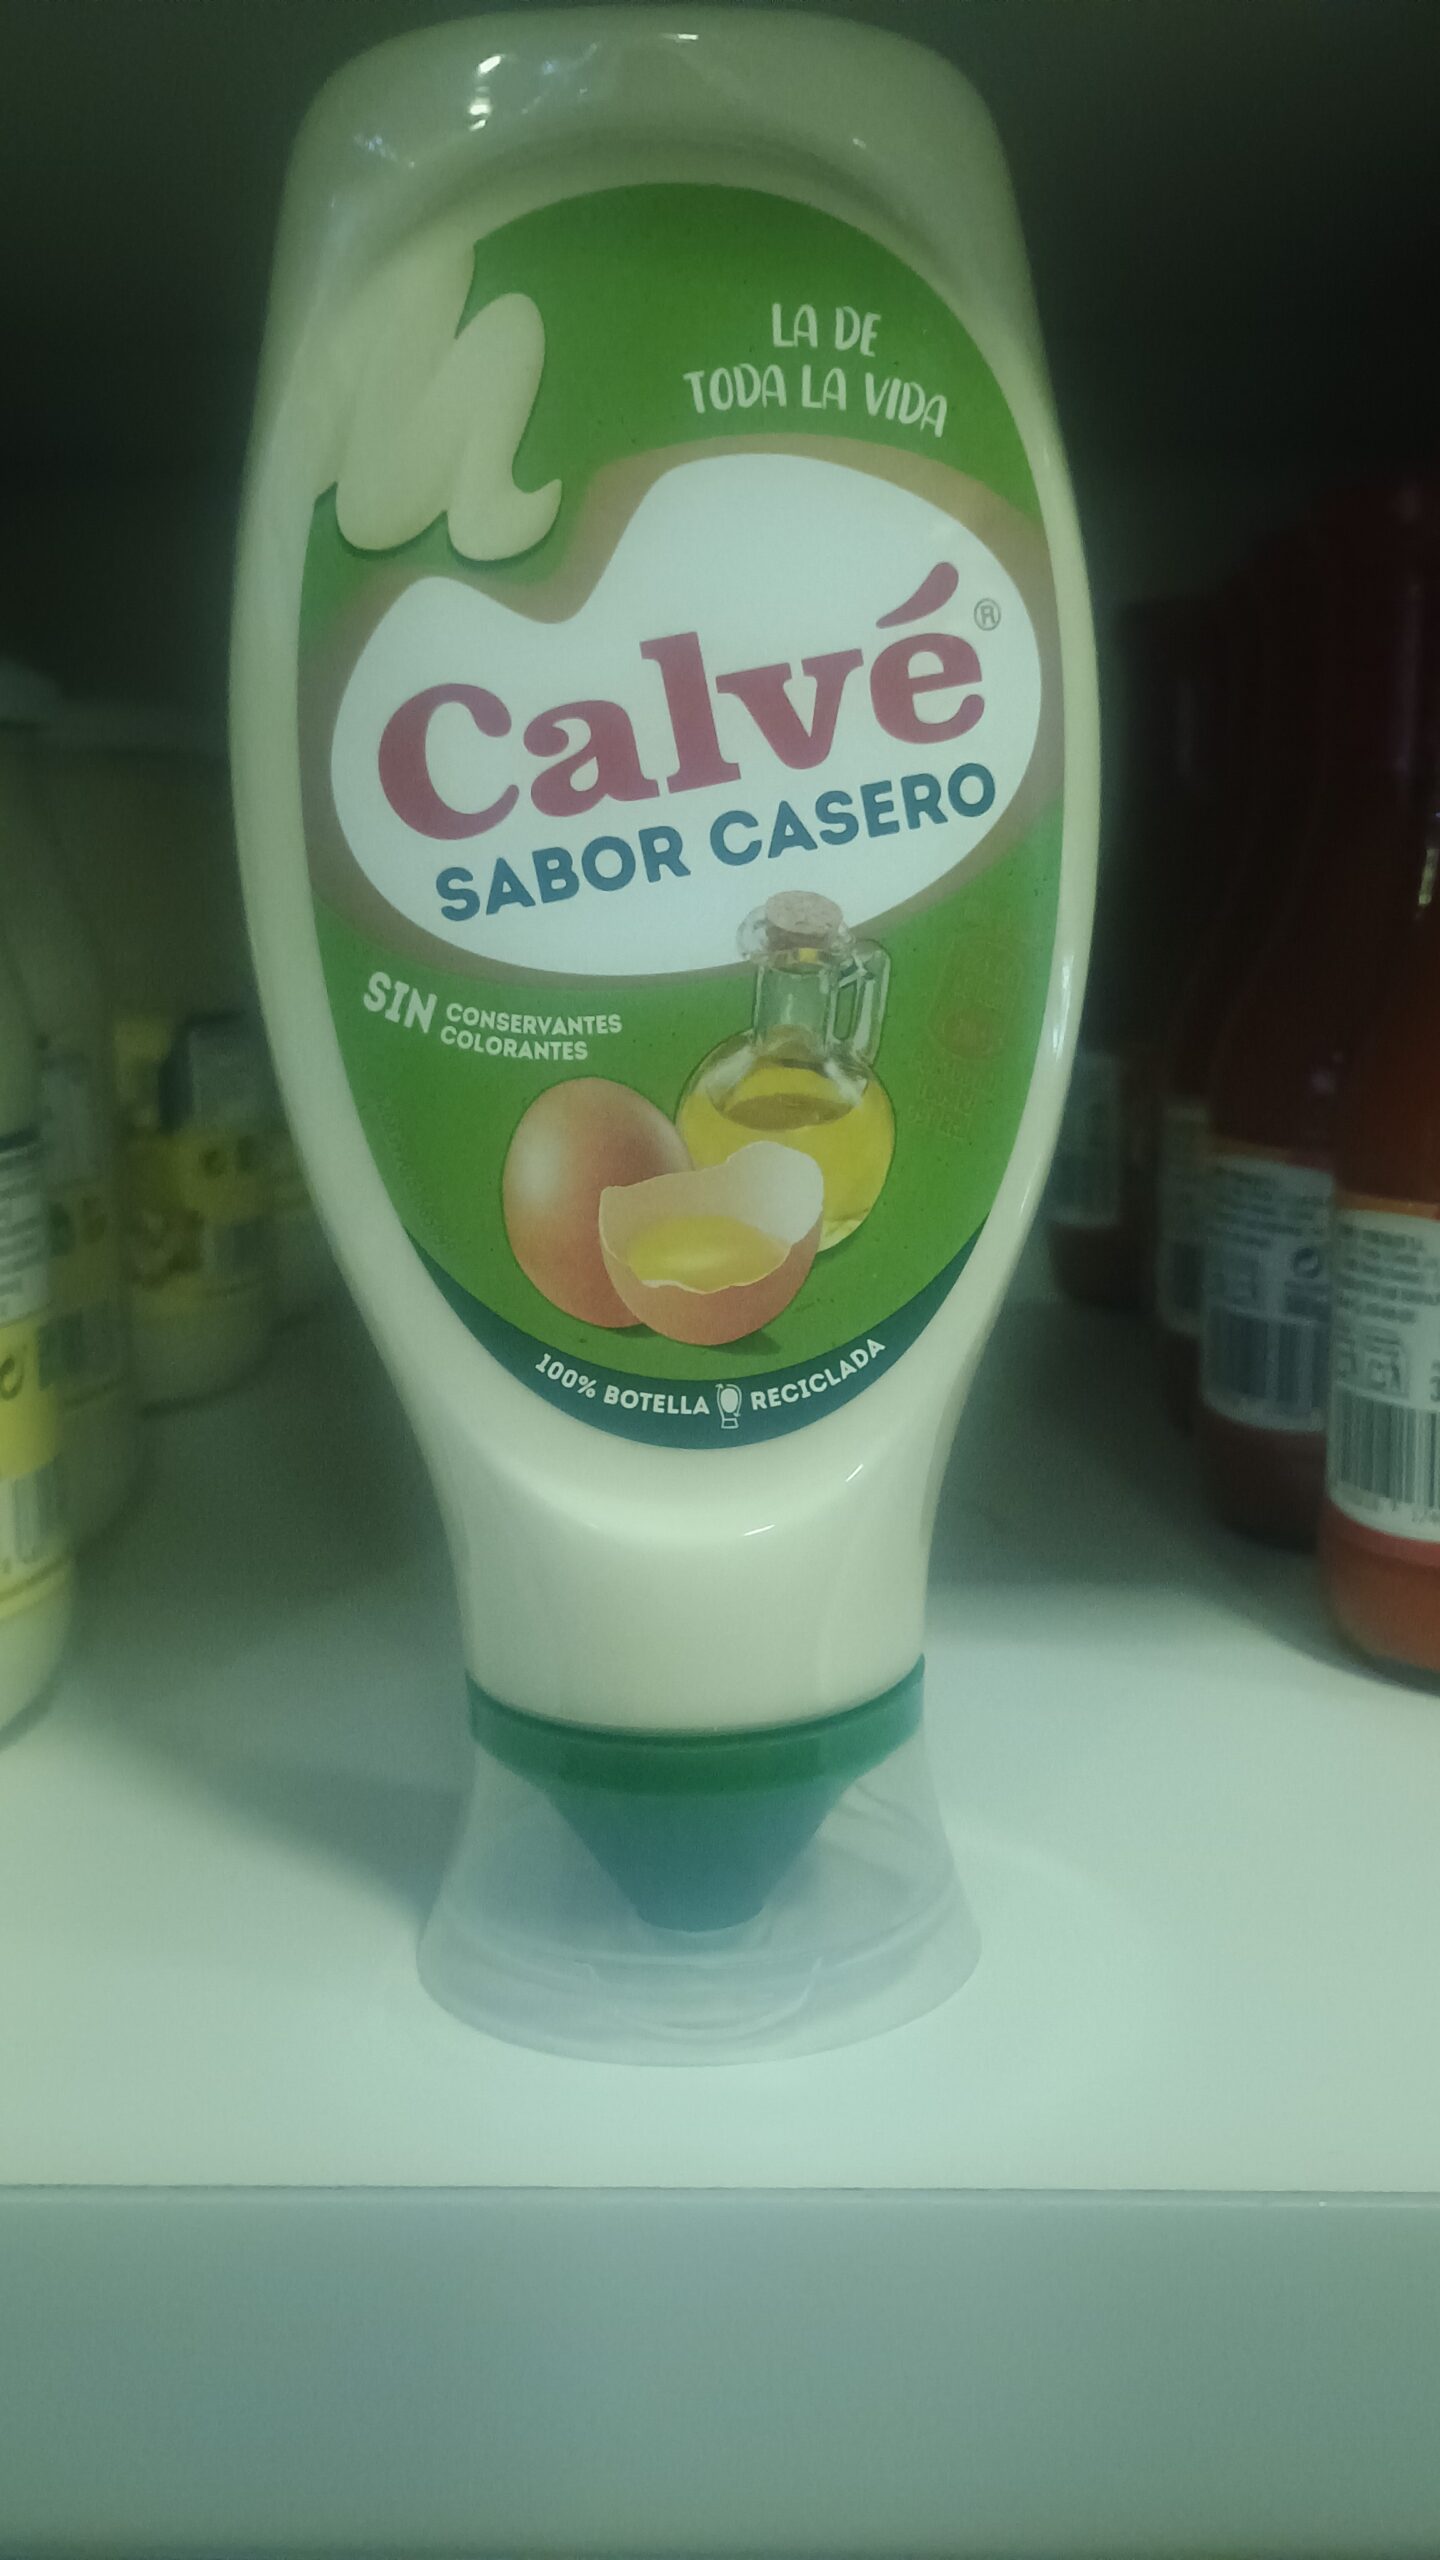 LA DE
TODA LA VIDA
Calvé®
SABOR CASERO
SIN CONSERVANTES
COLORANTES
100% BOTELLA RECICLADA